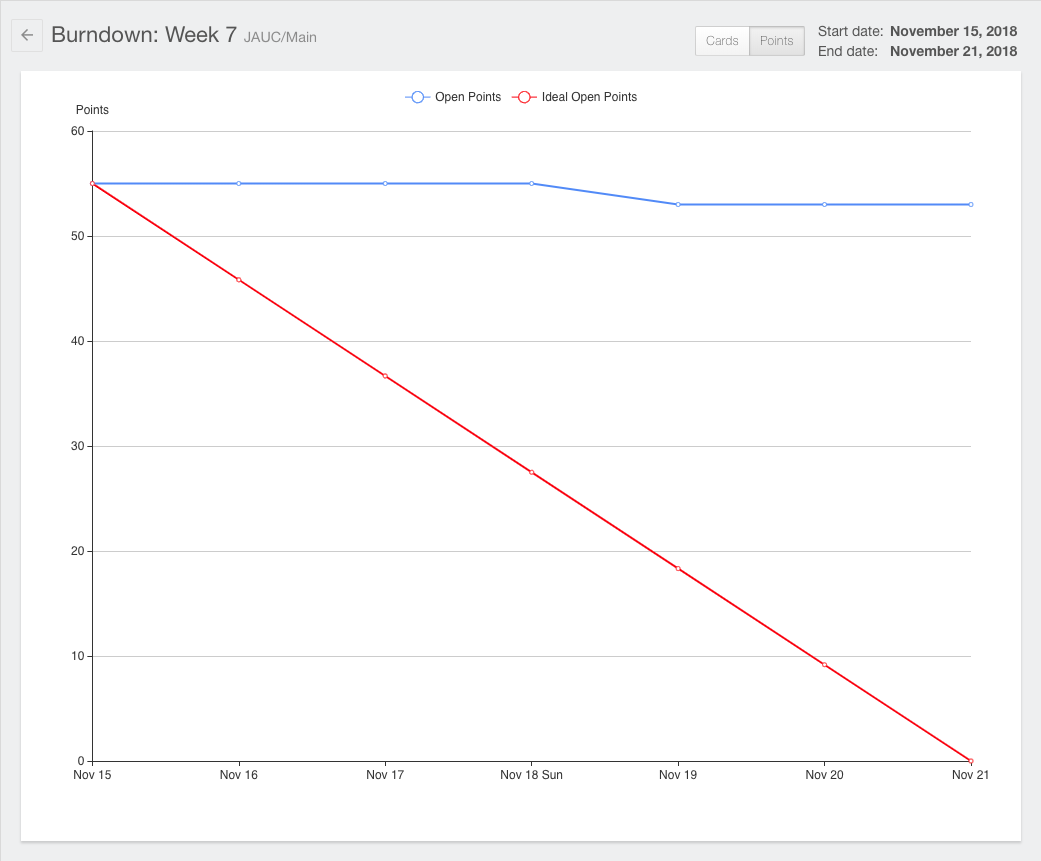 Burndown: Week 7 JAUC/Main
Cards Points
Start date: November 15, 2018
End date: November 21, 2018
Open Points Ideal Open Points
Points
60
50
40
30
20
10
0
Nov 15 Nov 16 Nov 17 Nov 18 Sun Nov 19 Nov 20 Nov 21